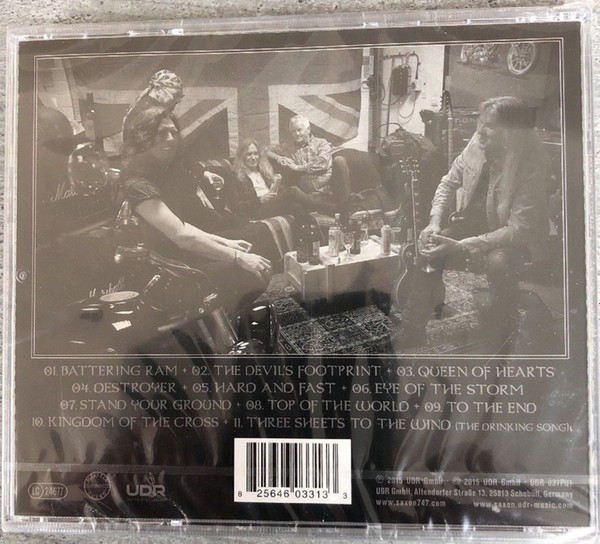 Marshall
Marshall
01. BATTERING RAM + 02. THE DEVIL'S FOOTPRINT + 03. QUEEN OF HEARTS
04. DESTROYER + 05. HARD AND FAST + 06. EYE OF THE STORM
07. STAND YOUR GROUND + 08. TOP OF THE WORLD + 09. TO THE END
10. KINGDOM OF THE CROSS + 11. THREE SHEETS TO THE WIND (THE DRINKING SONG)
LC 24677
UDR
8 25646 03313 3
℗ 2015 UDR GmbH · © 2015 UDR GmbH · UDR 037P01
UDR GmbH, Altendorfer Straße 13, 25813 Schobüll, Germany
www.saxon747.com www.saxon.udr-music.com